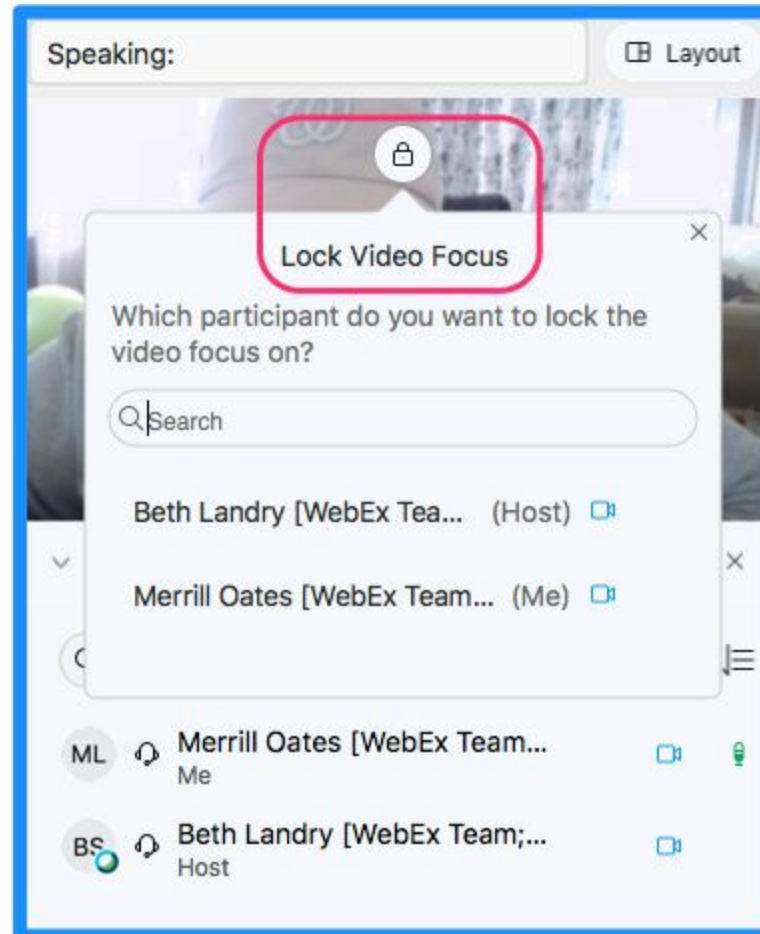 Speaking:
Layout
Lock Video Focus
Which participant do you want to lock the
video focus on?
Search
Beth Landry [WebEx Tea... (Host)
Merrill Oates [WebEx Team... (Me)
ML
Merrill Oates [WebEx Team...
Me
BS
Beth Landry [WebEx Team;...
Host